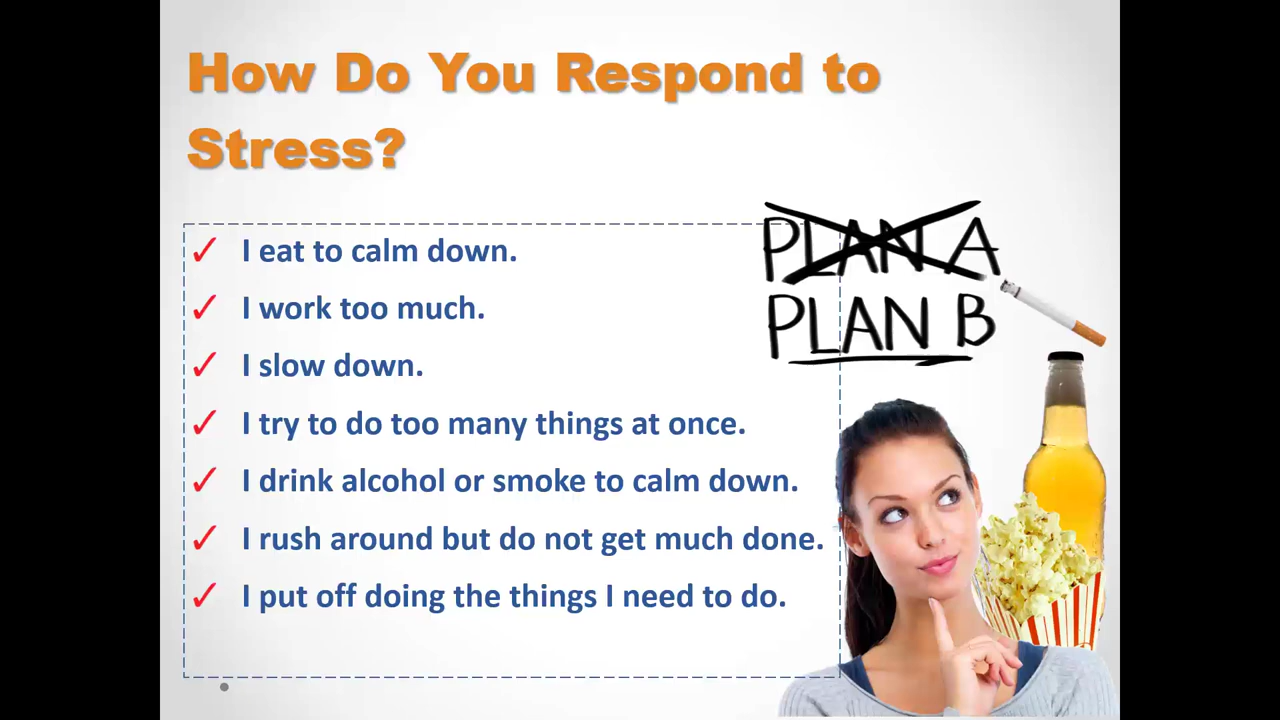 How Do You Respond to
Stress?
✓ I eat to calm down.
✓ I work too much.
✓ I slow down.
✓ I try to do too many things at once.
✓ I drink alcohol or smoke to calm down.
✓ I rush around but do not get much done.
✓ I put off doing the things I need to do.
PLAN A
PLAN B